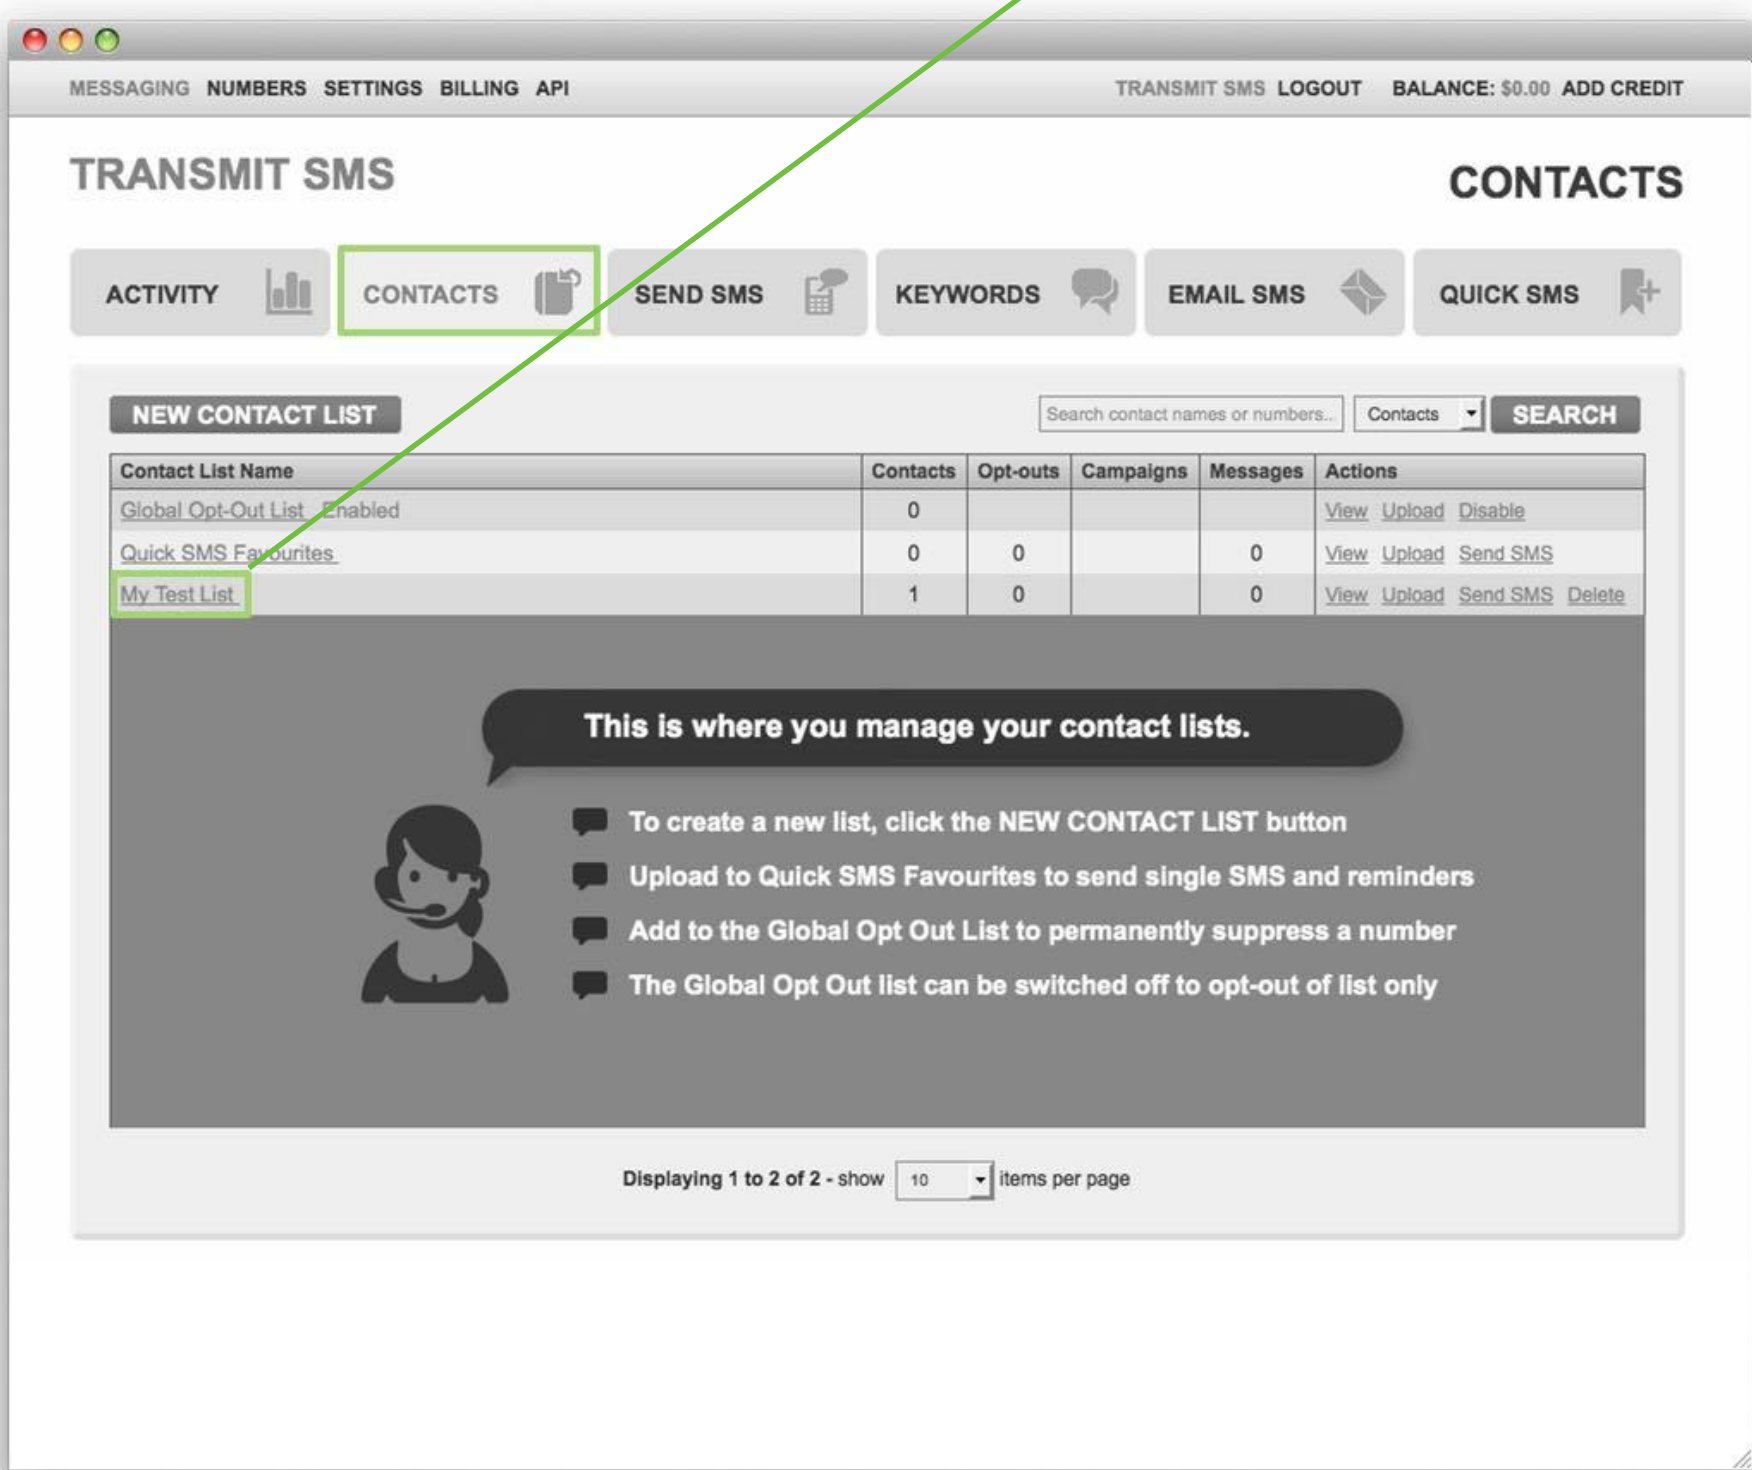 MESSAGING NUMBERS SETTINGS BILLING API TRANSMIT SMS LOGOUT BALANCE: $0.00 ADD CREDIT
TRANSMIT SMS CONTACTS
ACTIVITY CONTACTS SEND SMS KEYWORDS EMAIL SMS QUICK SMS
NEW CONTACT LIST Search contact names or numbers... Contacts SEARCH
Contact List Name Contacts Opt-outs Campaigns Messages Actions
Global Opt-Out List Enabled 0 View Upload Disable
Quick SMS Favourites 0 0 0 View Upload Send SMS
My Test List 1 0 0 View Upload Send SMS Delete
This is where you manage your contact lists.
To create a new list, click the NEW CONTACT LIST button
Upload to Quick SMS Favourites to send single SMS and reminders
Add to the Global Opt Out List to permanently suppress a number
The Global Opt Out list can be switched off to opt-out of list only
Displaying 1 to 2 of 2 - show 10 items per page